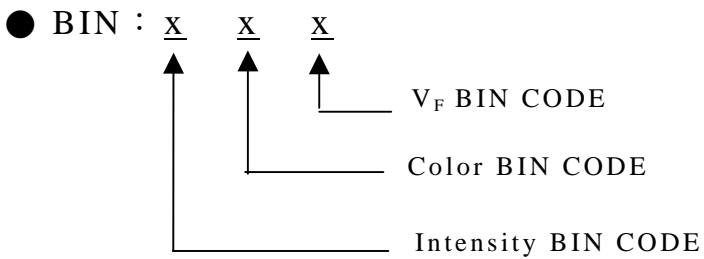 ● BIN：x x x
V_F BIN CODE
Color BIN CODE
Intensity BIN CODE